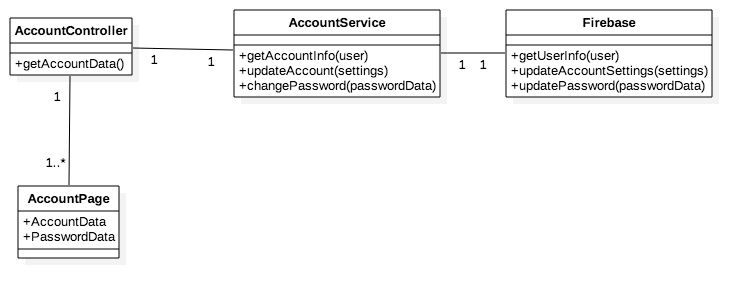 AccountController
+getAccountData()
1
1
AccountService
+getAccountInfo(user)
+updateAccount(settings)
+changePassword(passwordData)
1 1
Firebase
+getUserInfo(user)
+updateAccountSettings(settings)
+updatePassword(passwordData)
1
1..*
AccountPage
+AccountData
+PasswordData